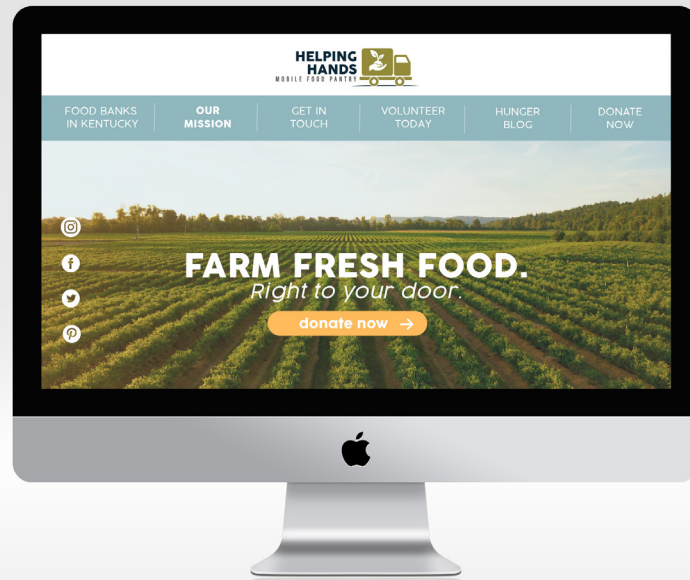 HELPING
HANDS
MOBILE FOOD PANTRY
FOOD BANKS
IN KENTUCKY
OUR
MISSION
GET IN
TOUCH
VOLUNTEER
TODAY
HUNGER
BLOG
DONATE
NOW
FARM FRESH FOOD.
Right to your door.
donate now →